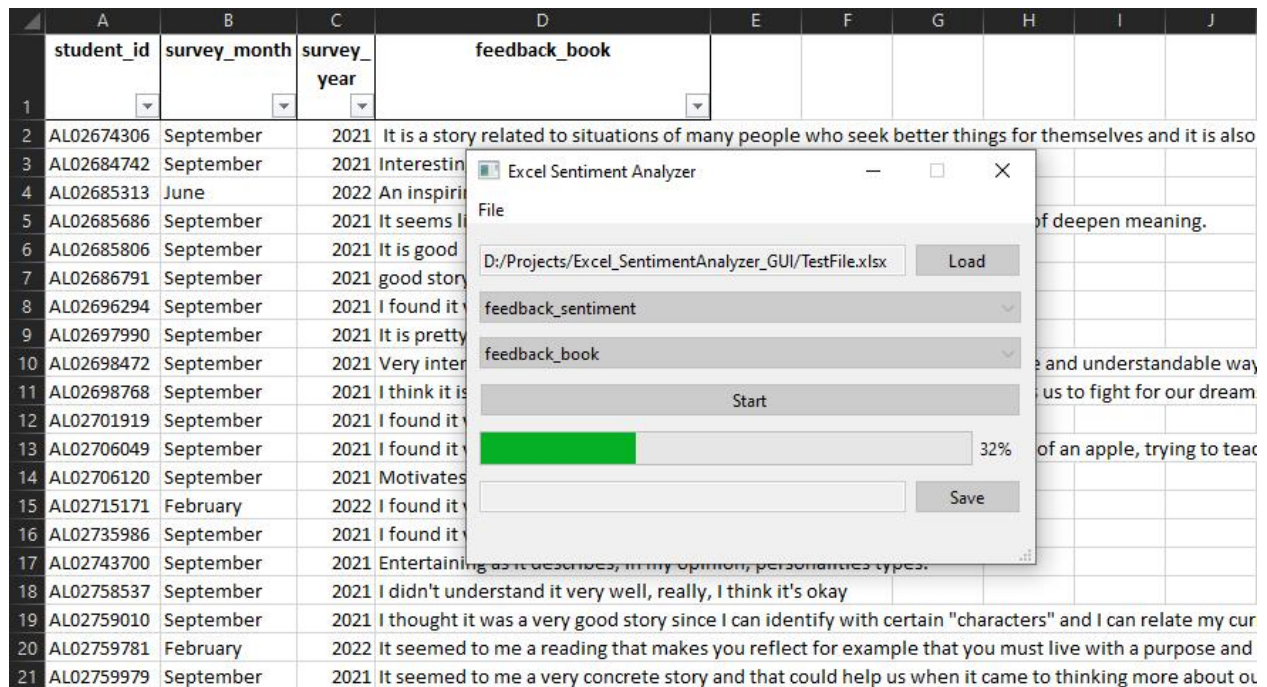 A B C D E F G H I J
student_id survey_month survey_ feedback_book
year
1
2 AL02674306 September 2021 It is a story related to situations of many people who seek better things for themselves and it is also
3 AL02684742 September 2021 Interestin
Excel Sentiment Analyzer
4 AL02685313 June 2022 An inspiri
File
5 AL02685686 September 2021 It seems li of deepen meaning.
6 AL02685806 September 2021 It is good
D:/Projects/Excel_SentimentAnalyzer_GUI/TestFile.xlsx Load
7 AL02686791 September 2021 good story
8 AL02696294 September 2021 I found it
feedback_sentiment
9 AL02697990 September 2021 It is pretty
feedback_book
10 AL02698472 September 2021 Very inter and understandable way
11 AL02698768 September 2021 I think it is us to fight for our dream
Start
12 AL02701919 September 2021 I found it
13 AL02706049 September 2021 I found it of an apple, trying to teac
32%
14 AL02706120 September 2021 Motivates
15 AL02715171 February 2022 I found it
Save
16 AL02735986 September 2021 I found it
17 AL02743700 September 2021 Entertaining as it describes, in my opinion, personalities types.
18 AL02758537 September 2021 I didn't understand it very well, really, I think it's okay
19 AL02759010 September 2021 I thought it was a very good story since I can identify with certain "characters" and I can relate my cur
20 AL02759781 February 2022 It seemed to me a reading that makes you reflect for example that you must live with a purpose and
21 AL02759979 September 2021 It seemed to me a very concrete story and that could help us when it came to thinking more about ou